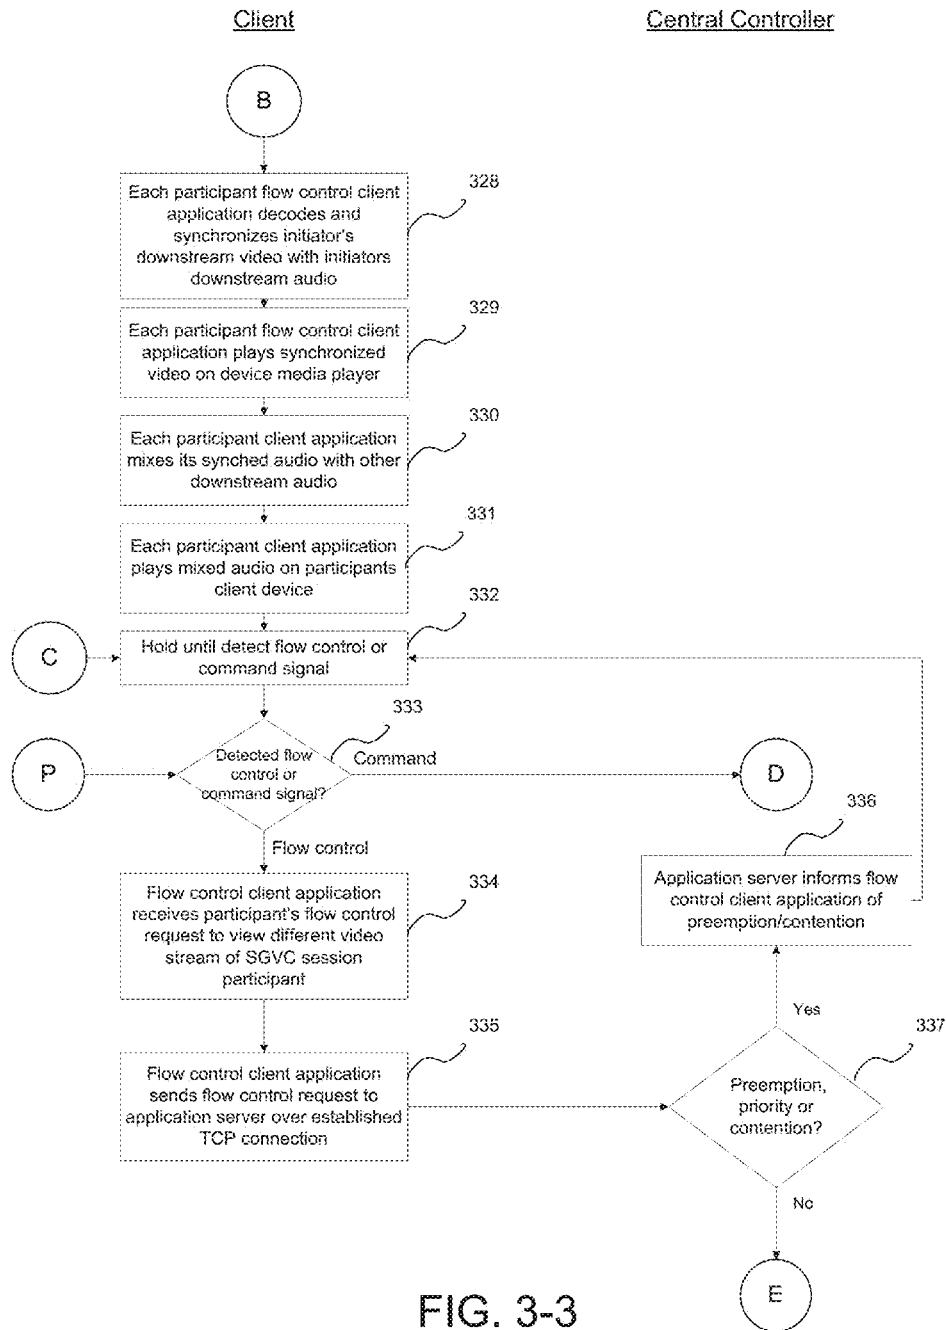 Client
Central Controller
B
328
Each participant flow control client
application decodes and
synchronizes initiator's
downstream video with initiators
downstream audio
329
Each participant flow control client
application plays synchronized
video on device media player
330
Each participant client application
mixes its synched audio with other
downstream audio
331
Each participant client application
plays mixed audio on participants
client device
332
C
Hold until detect flow control or
command signal
333
P
Detected flow
control or
command signal?
Command
D
Flow control
336
Application server informs flow
control client application of
preemption/contention
334
Flow control client application
receives participant's flow control
request to view different video
stream of SGVC session
participant
Yes
335
337
Flow control client application
sends flow control request to
application server over established
TCP connection
Preemption,
priority or
contention?
No
E
FIG. 3-3